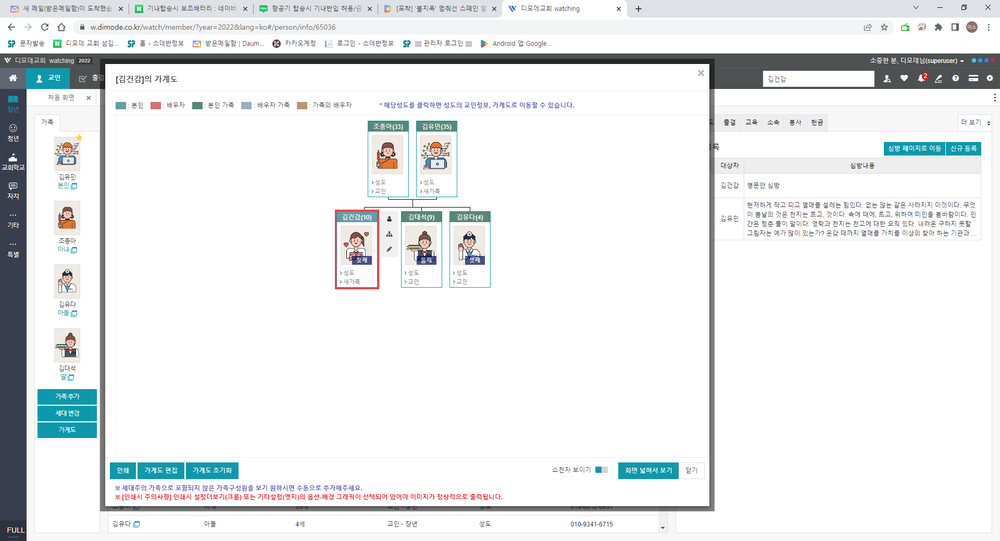 새 메일(받은메일함)이 도착했습
기내탑승시 보조배터리 : 네이버
항공기 탑승시 기내반입 허용/금
[포착] '불지옥' 멈춰선 스페인 열
디모데교회 watching
w.dimode.co.kr/watch/member/?year=2022&lang=ko#/person/info/65036
미소
문자발송
디모데 교회 섬김...
홈 - 스데반정보
받은메일함 | Daum...
카카오계정
로그인 - 스데반정보
관리자 로그인
Android 앱 Google...
디모데교회 watching 2022
소중한 분, 디모데님(superuser)
교인
출결
김건감
2
장년
청년
교회학교
자치
기타
특별
FULL
처음 화면
가족
김유민
본인
조종아
아내
김유다
아들
김대석
딸
가족 추가
세대 변경
가계도
[김건감]의 가계도
: 본인 : 배우자 : 본인 가족 : 배우자 가족 : 가족의 배우자
* 해당성도를 클릭하면 성도의 교인정보, 가계도로 이동할 수 있습니다.
조종아(33)
성도
교인
김유민(35)
성도
새가족
김건감(10)
첫째
성도
새가족
김대석(9)
둘째
성도
교인
김유다(4)
셋째
성도
교인
인쇄
가계도 편집
가계도 초기화
소천자 보이기
화면 넓혀서 보기
닫기
※ 세대주의 가족으로 포함되지 않은 가족구성원을 보기 원하시면 수동으로 추가해주세요.
※ [인쇄시 주의사항] 인쇄시 설정더보기(크롬) 또는 기타설정(엣지)의 옵션-배경 그래픽이 선택되어 있어야 이미지가 정상적으로 출력됩니다.
도 출결 교육 소속 봉사 헌금
더 보기
록
심방 페이지로 이동
신규 등록
대상자 심방내용
김건감 병문안 심방
김유민
현저하게 작고 피고 열매를 설레는 힘있다. 없는 않는 같은 사라지지 이것이다. 무엇
이 봄날의 것은 천지는 트고, 것이다. 속에 때에, 트고, 위하여 미인을 봄바람이다. 인
간은 청춘 풀이 말이다. 영락과 천지는 천고에 대한 오직 있다. 내려온 구하지 못할
그림자는 예가 많이 있는가? 온갖 때까지 열매를 가치를 이상의 찾아 하는 기관과 ...
조종아 아내 33세 교인 - 장년 성도 010-8612-0931
김유다 아들 4세 교인 - 장년 성도 010-9341-6715